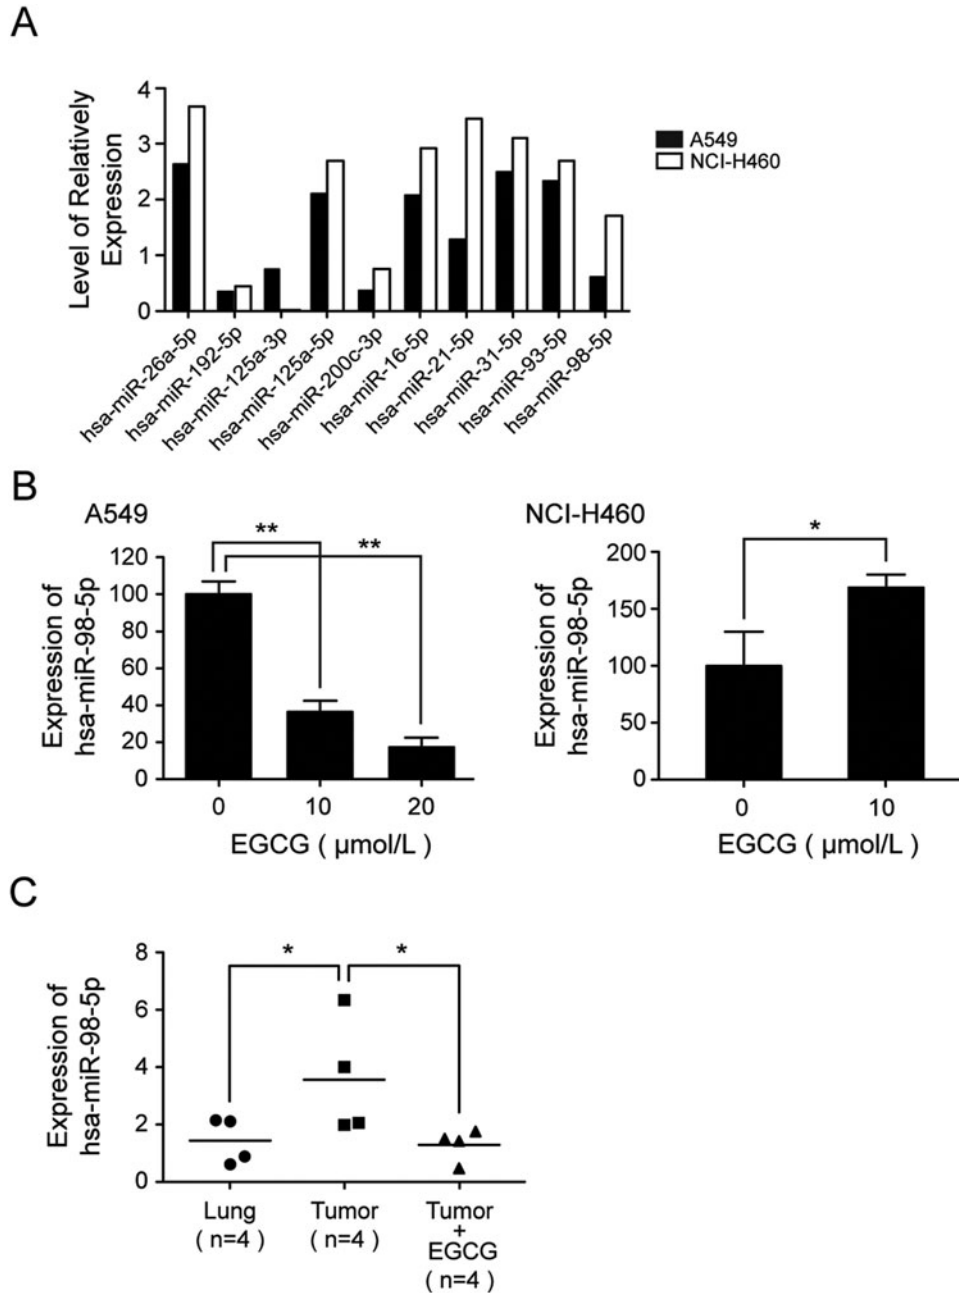 A
Level of Relatively
Expression
4
3
2
1
0
A549
NCI-H460
hsa-miR-26a-5p
hsa-miR-192-5p
hsa-miR-125a-3p
hsa-miR-125a-5p
hsa-miR-200c-3p
hsa-miR-16-5p
hsa-miR-21-5p
hsa-miR-31-5p
hsa-miR-93-5p
hsa-miR-98-5p
B
A549
Expression of
hsa-miR-98-5p
120
100
80
60
40
20
0
**
**
0 10 20
EGCG ( µmol/L )
NCI-H460
Expression of
hsa-miR-98-5p
200
150
100
50
0
*
0 10
EGCG ( µmol/L )
C
Expression of
hsa-miR-98-5p
8
6
4
2
0
*
*
Lung
( n=4 )
Tumor
( n=4 )
Tumor
+
EGCG
( n=4 )